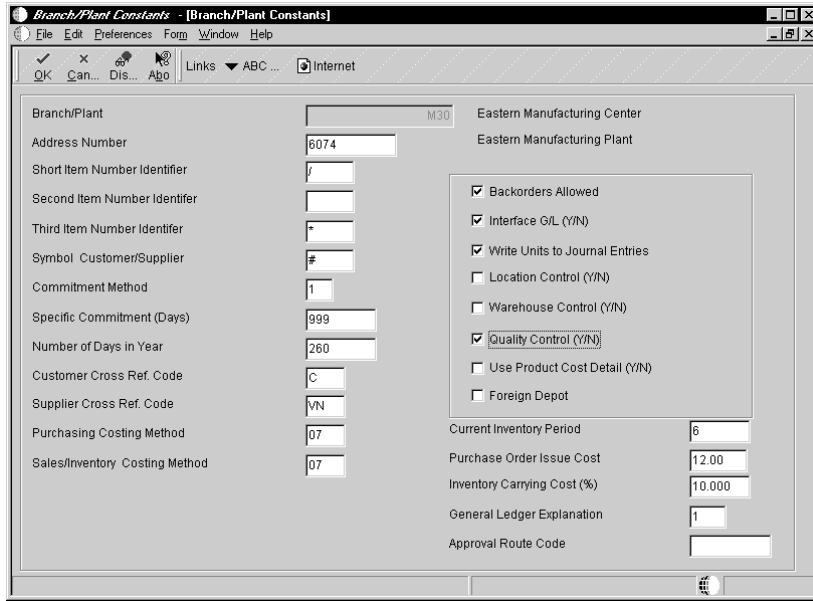 Branch/Plant Constants - [Branch/Plant Constants]
File Edit Preferences Form Window Help
OK Can... Dis... Abo Links ABC ... Internet
Branch/Plant M30 Eastern Manufacturing Center
Address Number 6074 Eastern Manufacturing Plant
Short Item Number Identifier /
Second Item Number Identifer
Third Item Number Identifer *
Symbol Customer/Supplier #
Commitment Method 1
Specific Commitment (Days) 999
Number of Days in Year 260
Customer Cross Ref. Code C
Supplier Cross Ref. Code VN
Purchasing Costing Method 07
Sales/Inventory Costing Method 07
Backorders Allowed
Interface G/L (Y/N)
Write Units to Journal Entries
Location Control (Y/N)
Warehouse Control (Y/N)
Quality Control (Y/N)
Use Product Cost Detail (Y/N)
Foreign Depot
Current Inventory Period 6
Purchase Order Issue Cost 12.00
Inventory Carrying Cost (%) 10.000
General Ledger Explanation 1
Approval Route Code